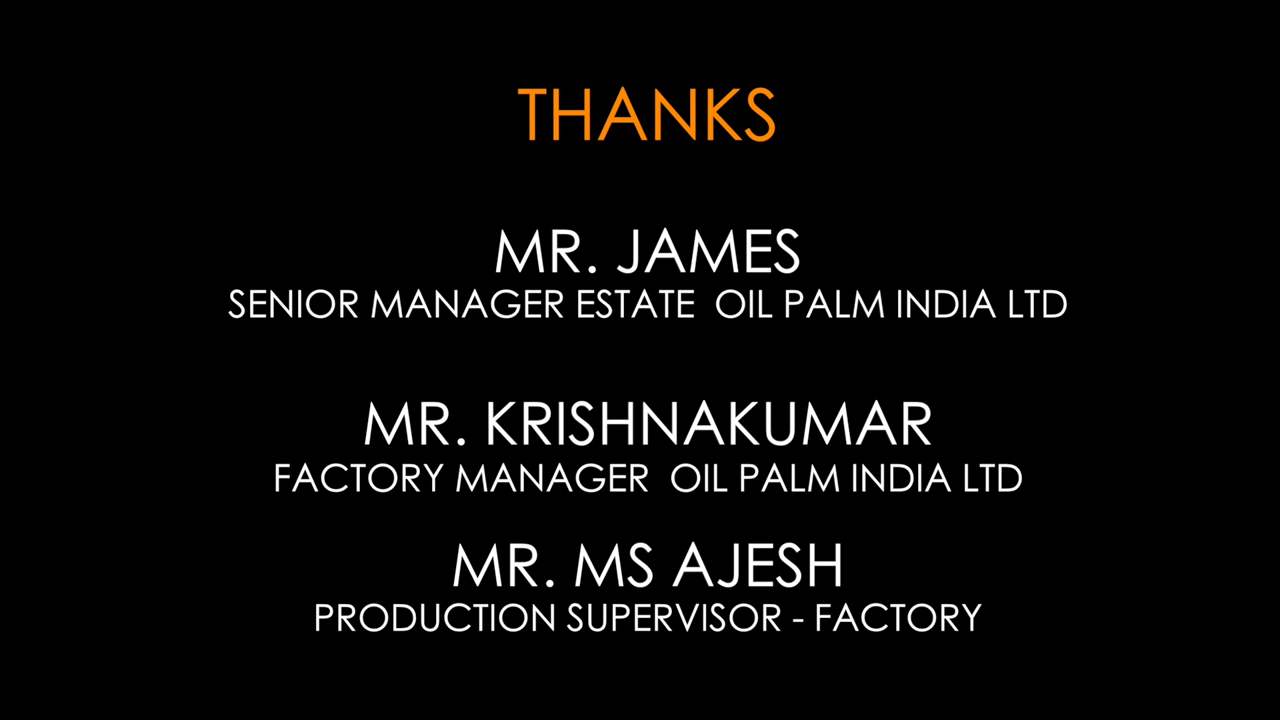 THANKS
MR. JAMES
SENIOR MANAGER ESTATE  OIL PALM INDIA LTD
MR. KRISHNAKUMAR
FACTORY MANAGER  OIL PALM INDIA LTD
MR. MS AJESH
PRODUCTION SUPERVISOR - FACTORY